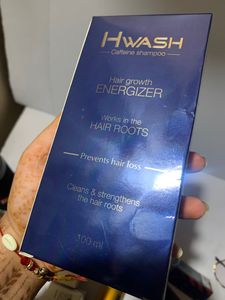 HWASH
Caffeine shampoo
Hair growth
ENERGIZER
Works in the
HAIR ROOTS
Prevents hair loss
Cleans & strengthens
the hair roots
100 ml